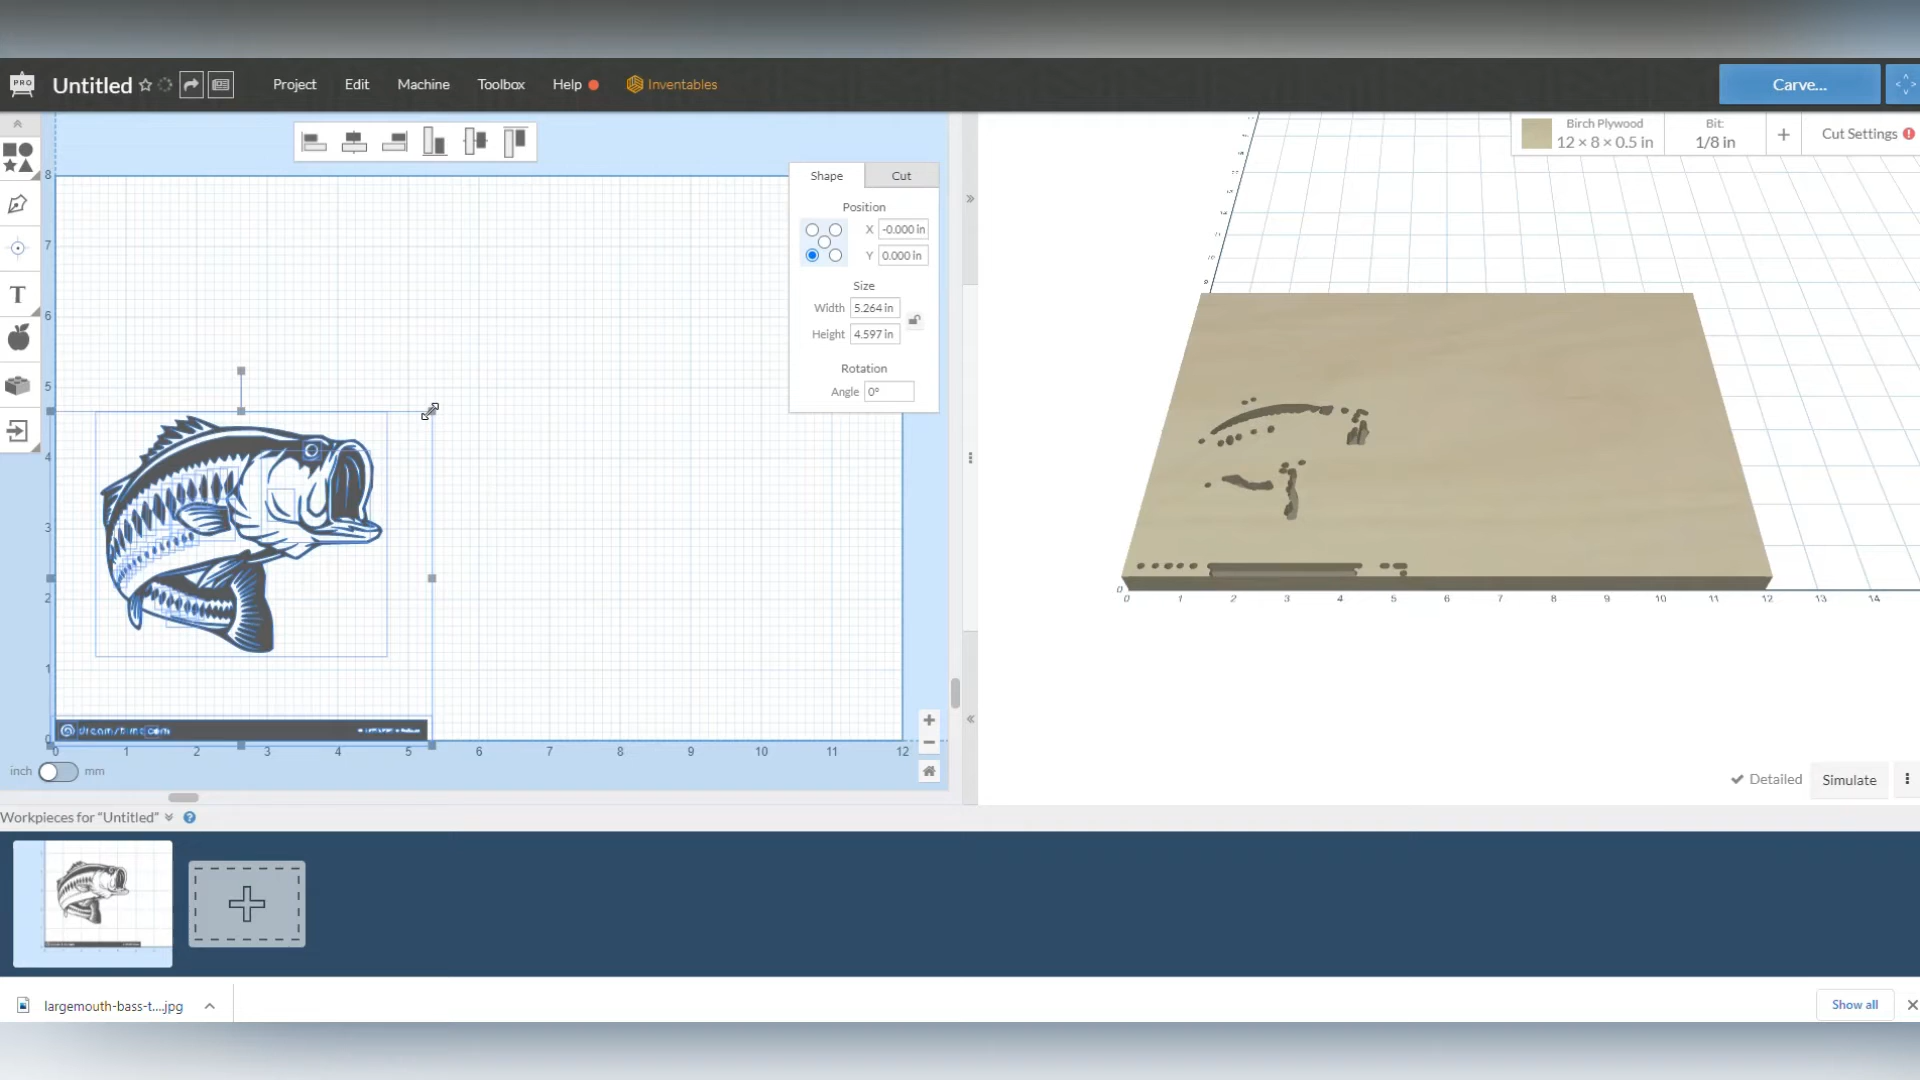 PRO
Untitled
Project
Edit
Machine
Toolbox
Help
Inventables
Carve...
Birch Plywood
12 × 8 × 0.5 in
Bit:
1/8 in
Cut Settings
Shape
Cut
Position
X
-0.000 in
Y
0.000 in
Size
Width
5.264 in
Height
4.597 in
Rotation
Angle
0°
T
8
7
6
5
4
3
2
1
0
0 1 2 3 4 5 6 7 8 9 10 11 12
dreamstime.com
0
0 1 2 3 4 5 6 7 8 9 10 11 12 13 14
inch
mm
Detailed
Simulate
Workpieces for "Untitled"
largemouth-bass-t....jpg
Show all